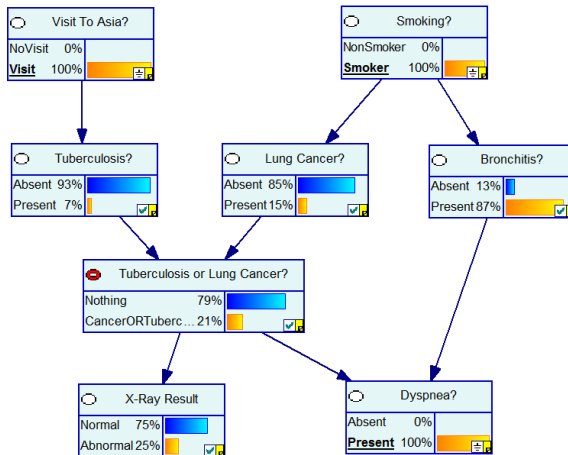 Visit To Asia?
NoVisit 0%
Visit 100%
Smoking?
NonSmoker 0%
Smoker 100%
Tuberculosis?
Absent 93%
Present 7%
Lung Cancer?
Absent 85%
Present 15%
Bronchitis?
Absent 13%
Present 87%
Tuberculosis or Lung Cancer?
Nothing 79%
CancerORTuberc... 21%
X-Ray Result
Normal 75%
Abnormal 25%
Dyspnea?
Absent 0%
Present 100%